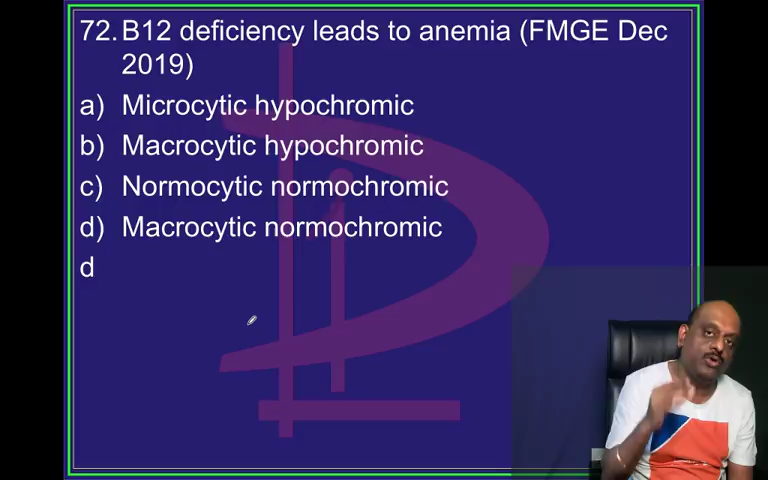 72. B12 deficiency leads to anemia (FMGE Dec
2019)
a) Microcytic hypochromic
b) Macrocytic hypochromic
c) Normocytic normochromic
d) Macrocytic normochromic
d